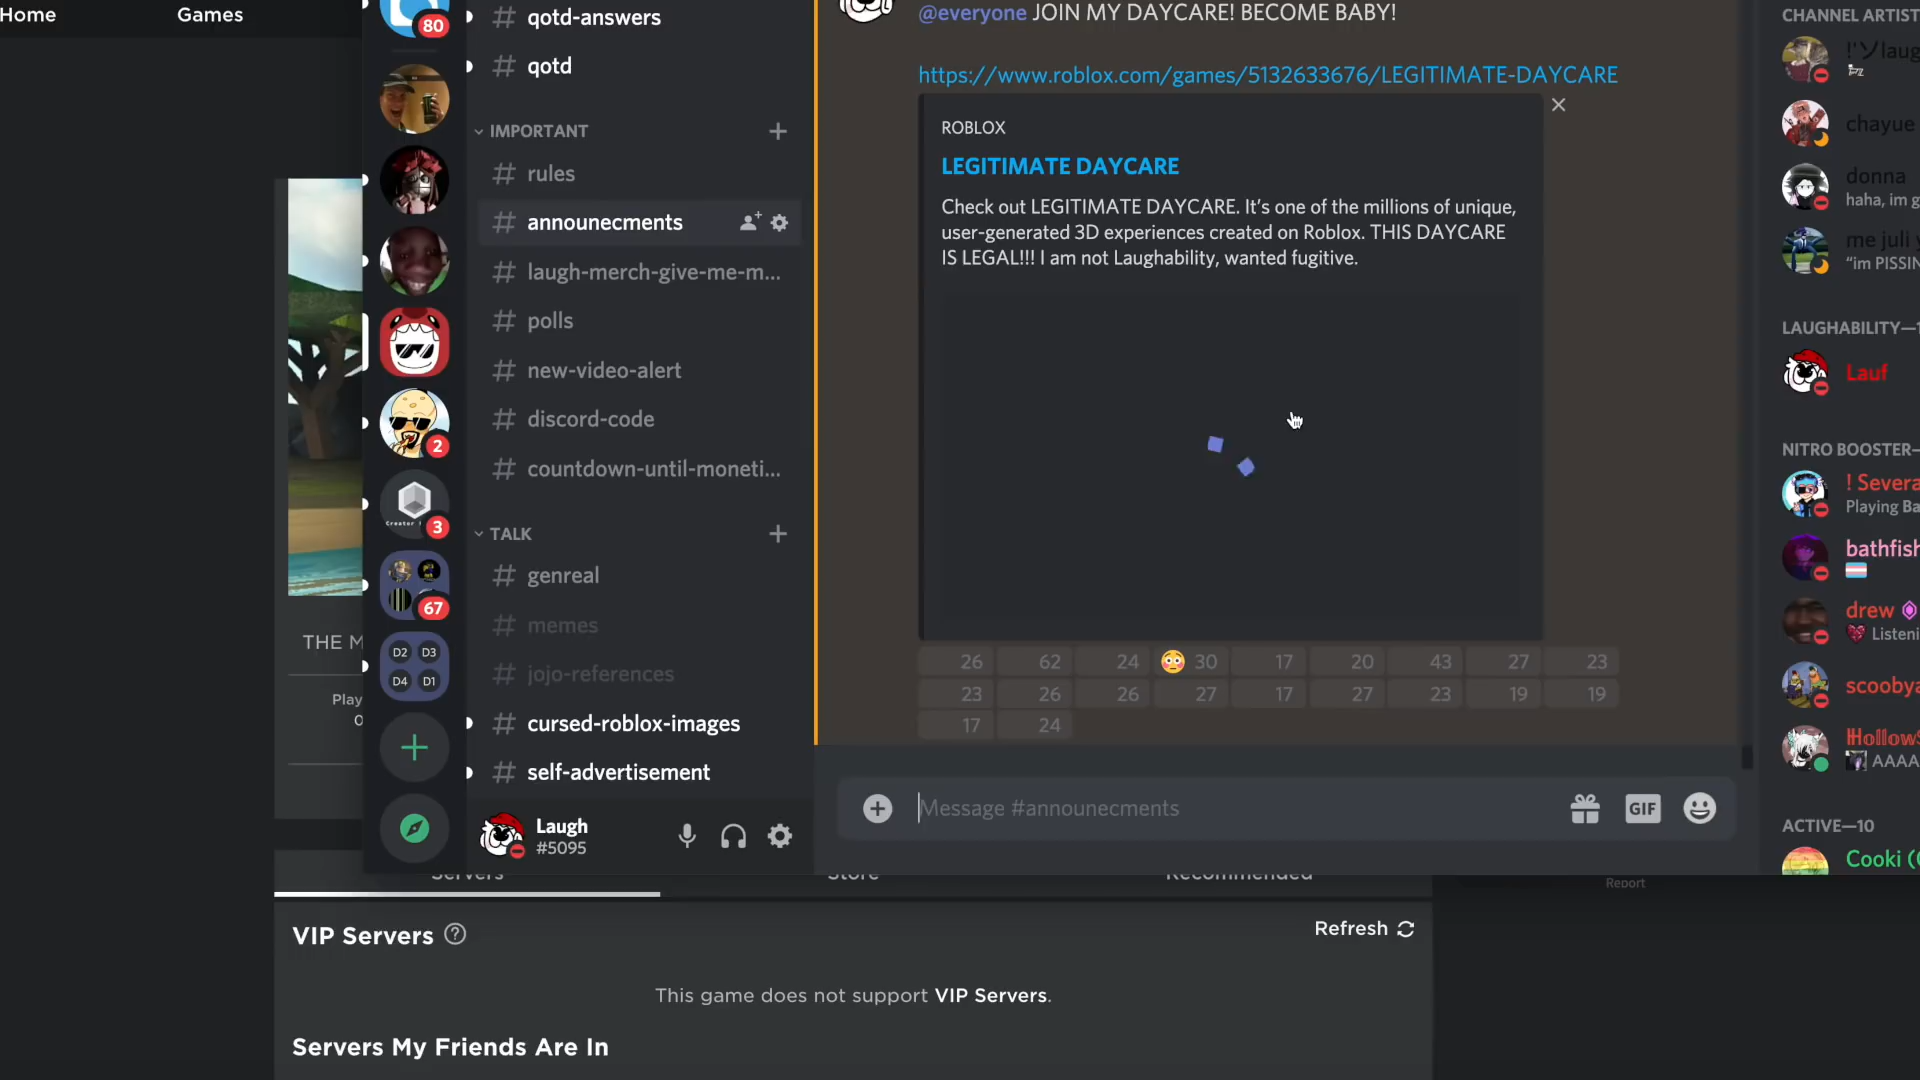 Home
Games
80
2
3
67
D2 D3
D4 D1
THE M
Play
0
# qotd-answers
# qotd
IMPORTANT
# rules
# announecments
# laugh-merch-give-me-m...
# polls
# new-video-alert
# discord-code
# countdown-until-moneti...
TALK
# genreal
# memes
# jojo-references
# cursed-roblox-images
# self-advertisement
Laugh
#5095
@everyone JOIN MY DAYCARE! BECOME BABY!
https://www.roblox.com/games/5132633676/LEGITIMATE-DAYCARE
ROBLOX
LEGITIMATE DAYCARE
Check out LEGITIMATE DAYCARE. It's one of the millions of unique,
user-generated 3D experiences created on Roblox. THIS DAYCARE
IS LEGAL!!! I am not Laughability, wanted fugitive.
26 62 24 😳 30 17 20 43 27 23
23 26 26 27 17 27 23 19 19
17 24
Message #announecments
GIF
CHANNEL ARTIST
chayue
donna
haha, im g
me juli y
"im PISSIN
LAUGHABILITY—1
Lauf
NITRO BOOSTER—
! Severa
Playing Ba
bathfish
drew
Listeni
scooby
Hollow
AAAA
ACTIVE—10
Cooki (
Servers
Store
Recommended
Report
VIP Servers
Refresh
This game does not support VIP Servers.
Servers My Friends Are In